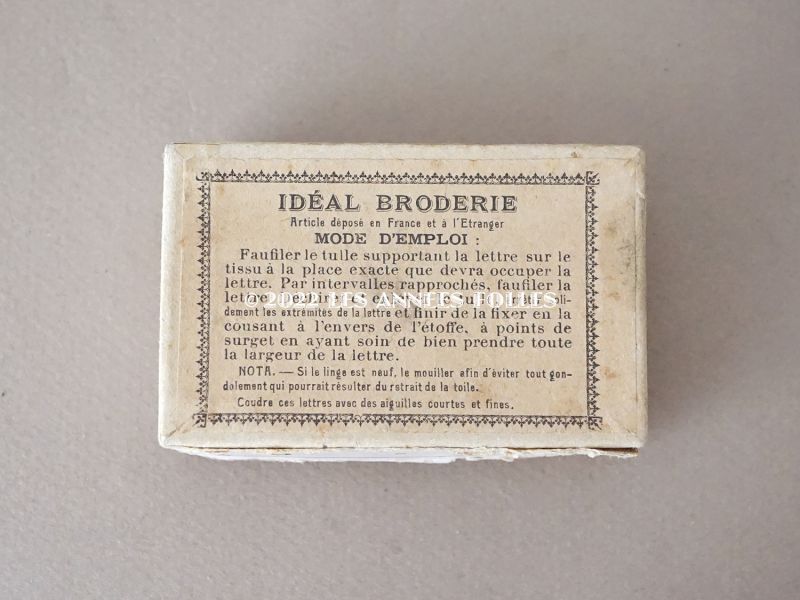 IDÉAL BRODERIE
Article déposé en France et à l'Etranger
MODE D'EMPLOI :
Faufiler le tulle supportant la lettre sur le
tissu à la place exacte que devra occuper la
lettre. Par intervalles rapprochés, faufiler la
© 2022 LES ANNEES FOLIES
dement les extrémités de la lettre et finir de la fixer en la
cousant à l'envers de l'étoffe, à points de
surget en ayant soin de bien prendre toute
la largeur de la lettre.
NOTA. — Si le linge est neuf, le mouiller afin d'éviter tout gon-
dolement qui pourrait résulter du retrait de la toile.
Coudre ces lettres avec des aiguilles courtes et fines.